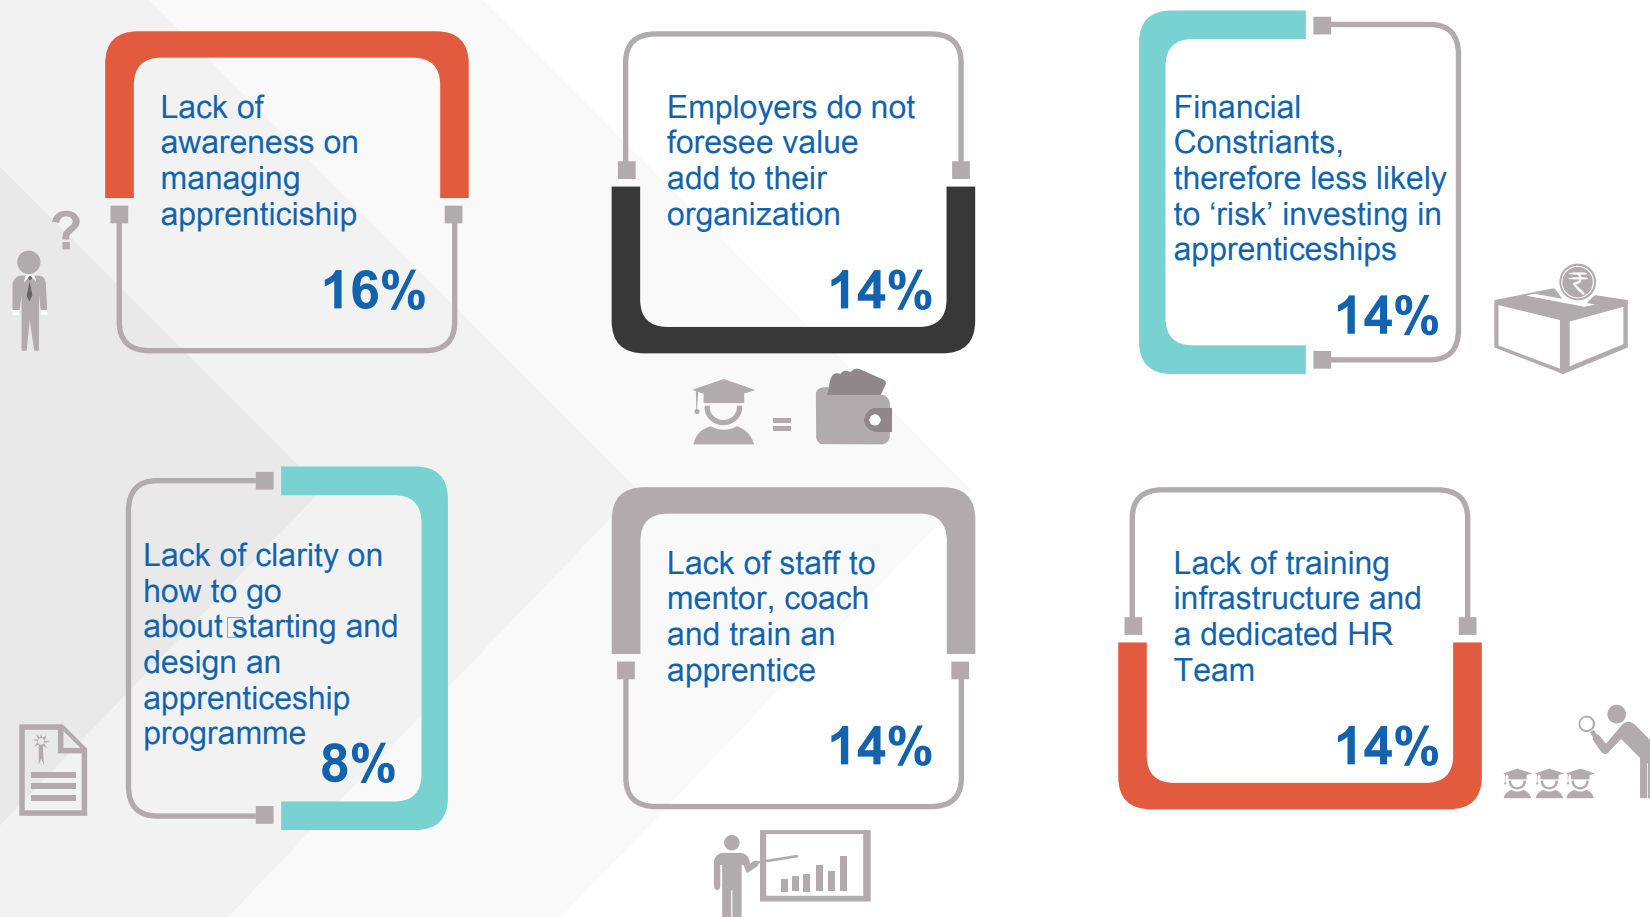 Lack of
awareness on
managing
apprenticiship
16%
Employers do not
foresee value
add to their
organization
14%
Financial
Constriants,
therefore less likely
to ‘risk’ investing in
apprenticeships
14%
?
₹
=
Lack of clarity on
how to go
about starting and
design an
apprenticeship
programme
8%
Lack of staff to
mentor, coach
and train an
apprentice
14%
Lack of training
infrastructure and
a dedicated HR
Team
14%